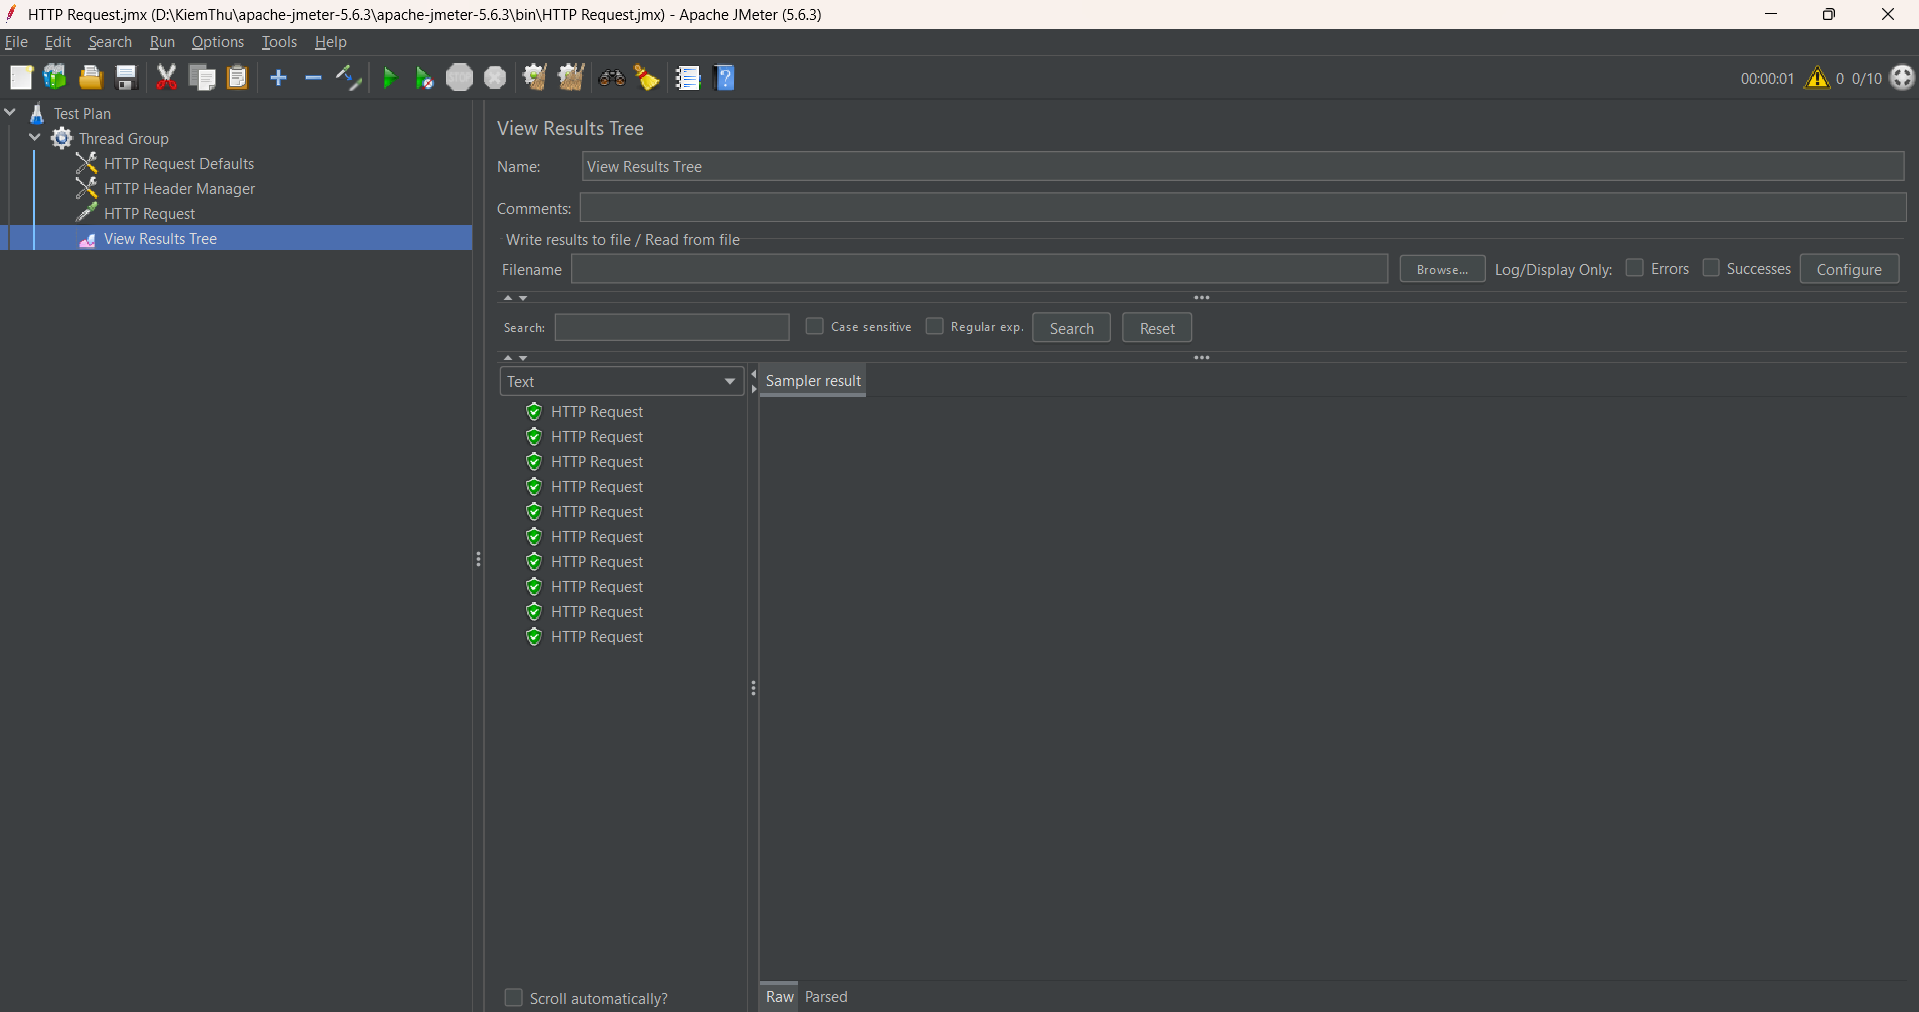 HTTP Request.jmx (D:\KiemThu\apache-jmeter-5.6.3\apache-jmeter-5.6.3\bin\HTTP Request.jmx) - Apache JMeter (5.6.3)
File Edit Search Run Options Tools Help
STOP ? 00:00:01 0 0/10
Test Plan
Thread Group
HTTP Request Defaults
HTTP Header Manager
HTTP Request
View Results Tree
View Results Tree
Name: View Results Tree
Comments:
Write results to file / Read from file
Filename Browse... Log/Display Only: Errors Successes Configure
Search: Case sensitive Regular exp. Search Reset
Text Sampler result
HTTP Request
HTTP Request
HTTP Request
HTTP Request
HTTP Request
HTTP Request
HTTP Request
HTTP Request
HTTP Request
HTTP Request
Scroll automatically? Raw Parsed